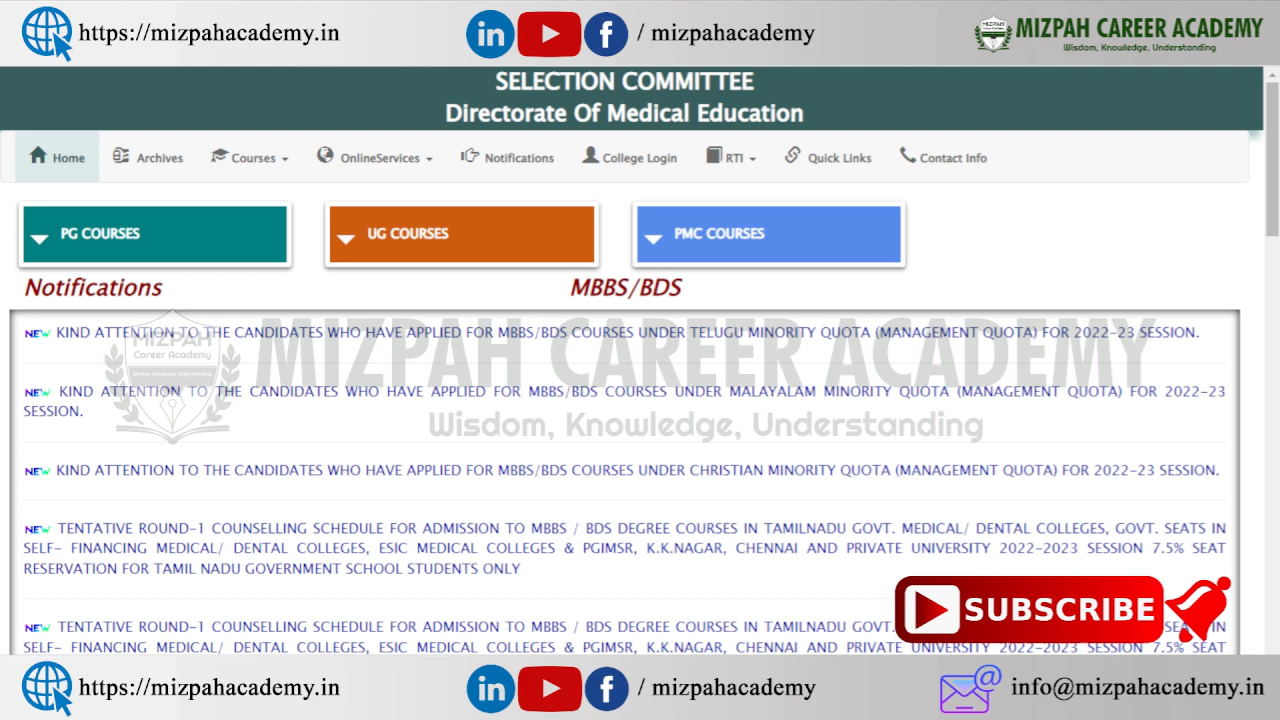 https://mizpahacademy.in
/ mizpahacademy
MIZPAH CAREER ACADEMY
Wisdom, Knowledge, Understanding
SELECTION COMMITTEE
Directorate Of Medical Education
Home Archives Courses OnlineServices Notifications College Login RTI Quick Links Contact Info
PG COURSES
UG COURSES
PMC COURSES
Notifications
MBBS/BDS
NEW KIND ATTENTION TO THE CANDIDATES WHO HAVE APPLIED FOR MBBS/BDS COURSES UNDER TELUGU MINORITY QUOTA (MANAGEMENT QUOTA) FOR 2022-23 SESSION.
MIZPAH
Career Academy
MIZPAH CAREER ACADEMY
NEW KIND ATTENTION TO THE CANDIDATES WHO HAVE APPLIED FOR MBBS/BDS COURSES UNDER MALAYALAM MINORITY QUOTA (MANAGEMENT QUOTA) FOR 2022-23
SESSION.
Wisdom, Knowledge, Understanding
NEW KIND ATTENTION TO THE CANDIDATES WHO HAVE APPLIED FOR MBBS/BDS COURSES UNDER CHRISTIAN MINORITY QUOTA (MANAGEMENT QUOTA) FOR 2022-23 SESSION.
NEW TENTATIVE ROUND-1 COUNSELLING SCHEDULE FOR ADMISSION TO MBBS / BDS DEGREE COURSES IN TAMILNADU GOVT. MEDICAL/ DENTAL COLLEGES, GOVT. SEATS IN
SELF- FINANCING MEDICAL/ DENTAL COLLEGES, ESIC MEDICAL COLLEGES & PGIMSR, K.K.NAGAR, CHENNAI AND PRIVATE UNIVERSITY 2022-2023 SESSION 7.5% SEAT
RESERVATION FOR TAMIL NADU GOVERNMENT SCHOOL STUDENTS ONLY
SUBSCRIBE
NEW TENTATIVE ROUND-1 COUNSELLING SCHEDULE FOR ADMISSION TO MBBS / BDS DEGREE COURSES IN TAMILNADU GOVT. IN
SELF- FINANCING MEDICAL/ DENTAL COLLEGES, ESIC MEDICAL COLLEGES & PGIMSR, K.K.NAGAR, CHENNAI AND PRIVATE UNIVERSITY 2022-2023 SESSION 7.5% SEAT
https://mizpahacademy.in
/ mizpahacademy
info@mizpahacademy.in